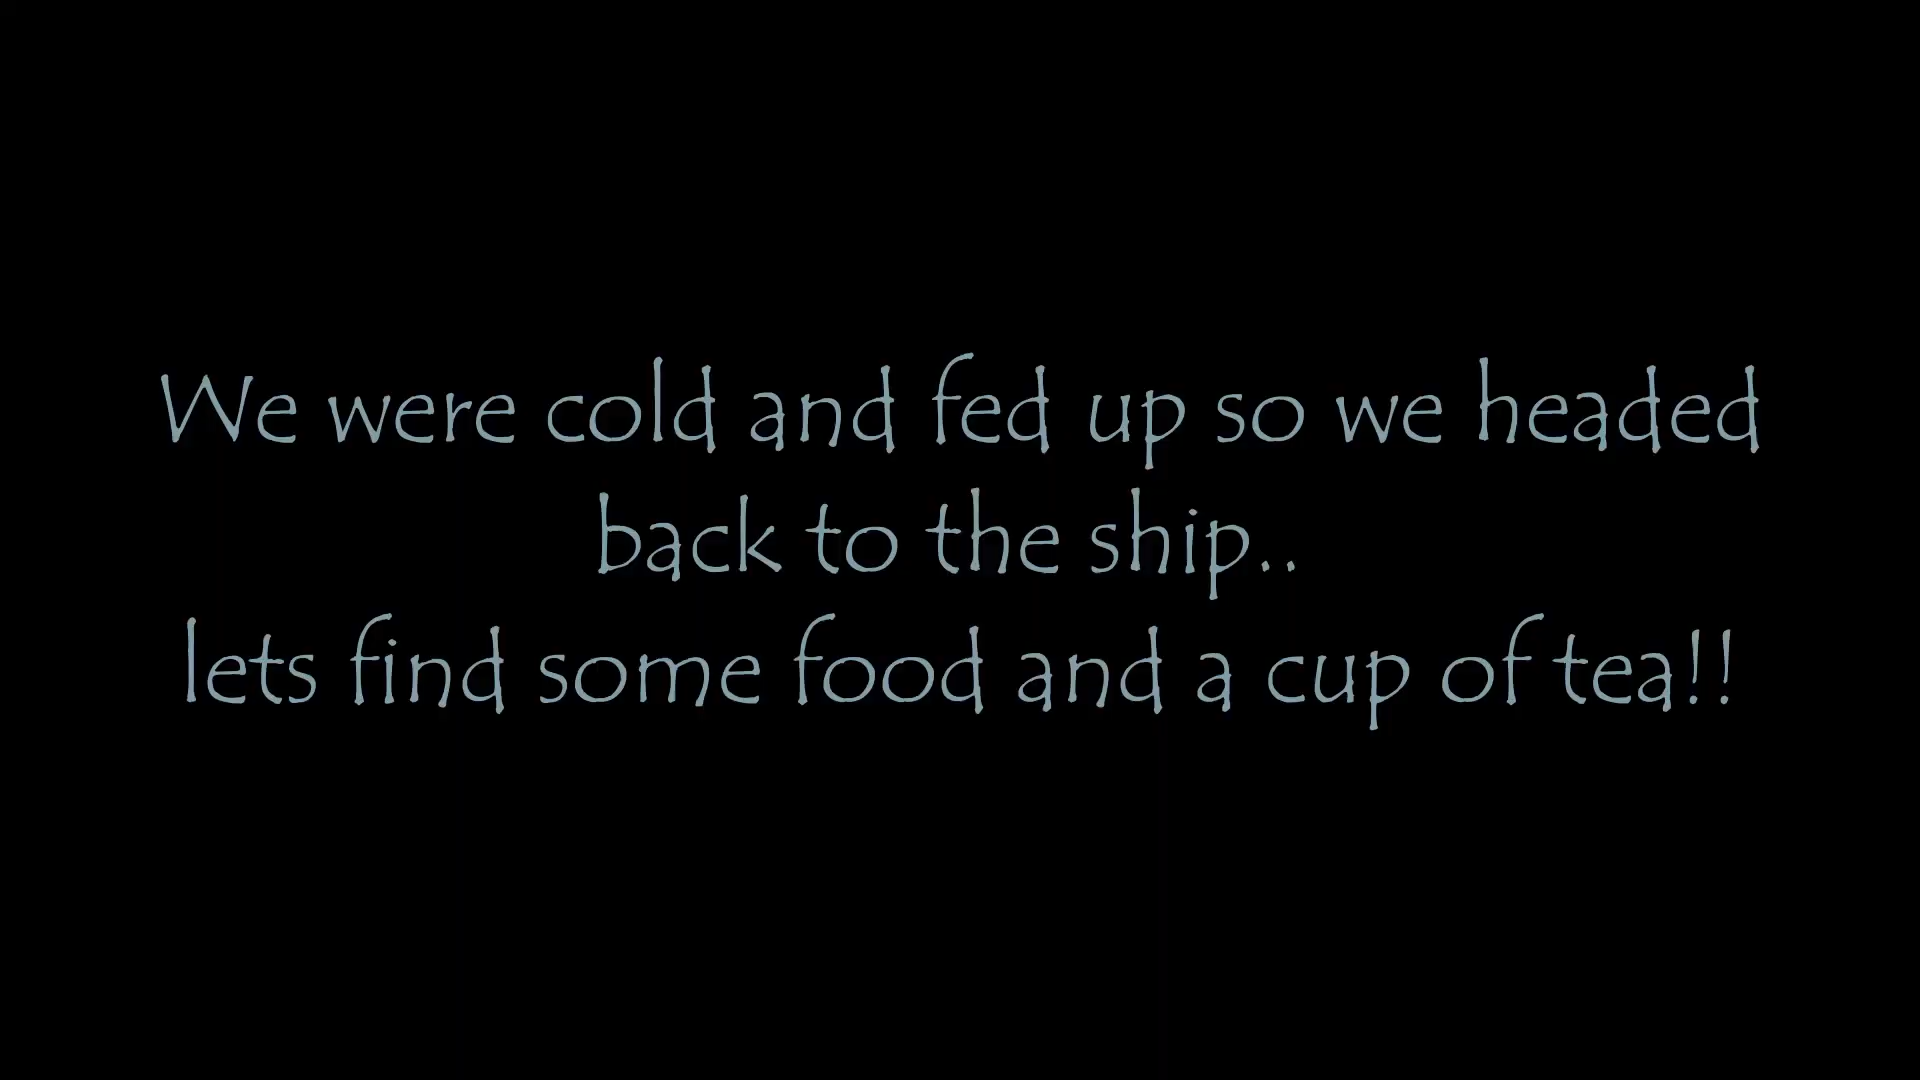 We were cold and fed up so we headed
back to the ship..
lets find some food and a cup of tea!!